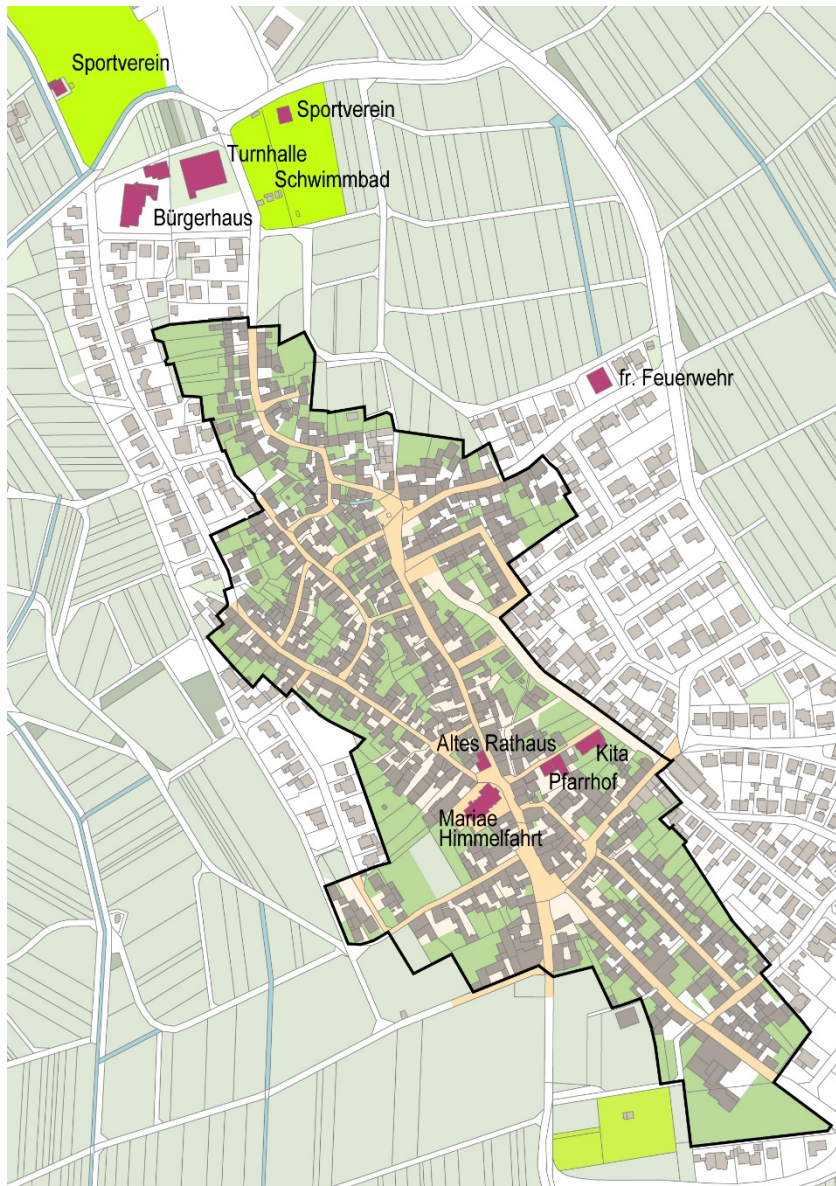 Sportverein
Sportverein
Turnhalle
Schwimmbad
Bürgerhaus
fr. Feuerwehr
Altes Rathaus
Kita
Pfarrhof
Mariae
Himmelfahrt